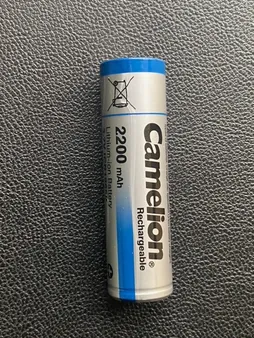 Camelion®
Rechargeable
2200 mAh
Lithium-ion Battery
+